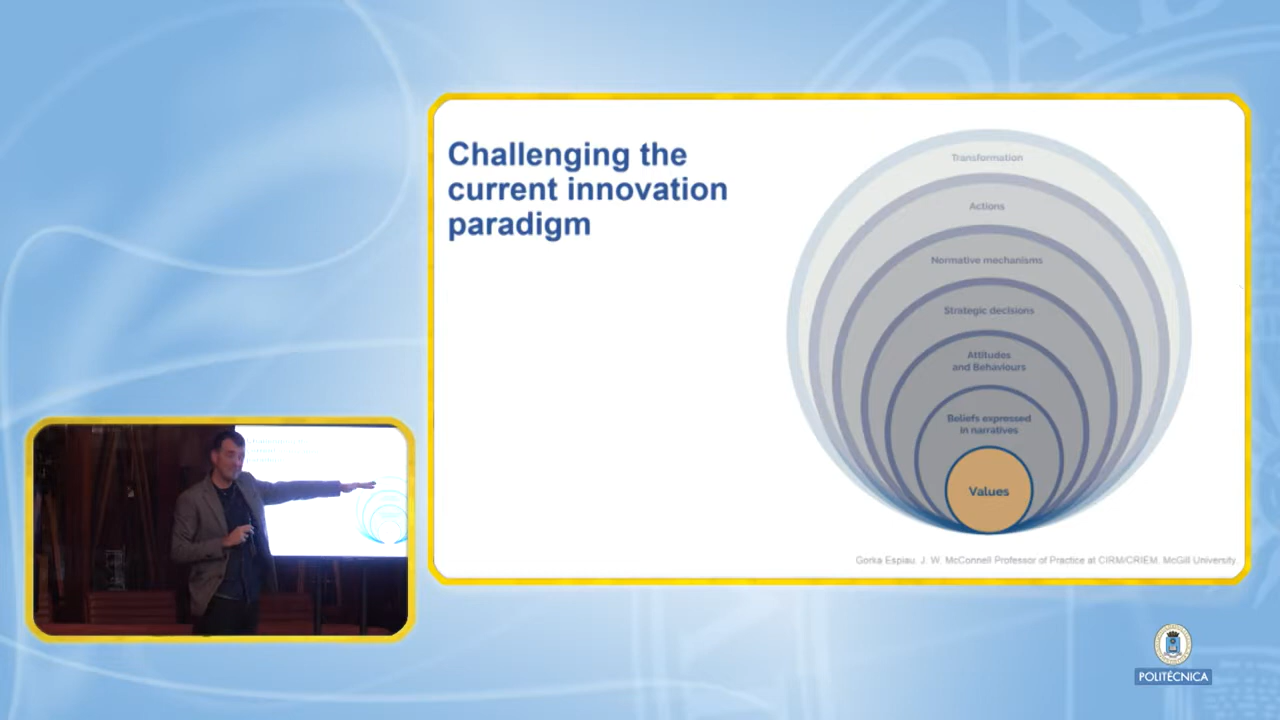 Challenging the
current innovation
paradigm
Transformation
Actions
Normative mechanisms
Strategic decisions
Attitudes
and Behaviours
Beliefs expressed
in narratives
Values
Gorka Espiau. J. W. McConnell Professor of Practice at CIRM/CRIEM. McGill University
POLITÉCNICA